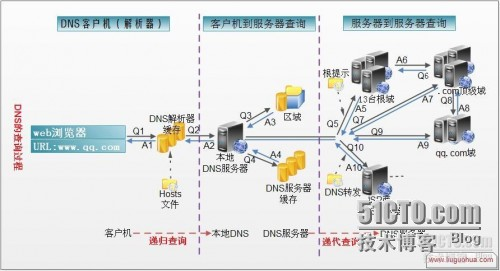 DNS客户机（解析器）
客户机到服务器查询
服务器到服务器查询
DNS的查询过程
web浏览器
URL:www.qq.com
Q1
A1
DNS解析器
缓存
Hosts
文件
Q2
A2
本地
DNS服务器
Q3
A3
区域
Q4
A4
DNS服务器
缓存
根提示
Q5
A5
13台根域
A6
Q6
.com顶级域
A7
Q7
A8
Q8
Q9
A9
qq.com域
Q10
A10
DNS转发
ISP
客户机
递归查询
本地DNS
DNS服务器
迭代查询
51CTO.com
技术博客
Blog
www.liuguohua.com